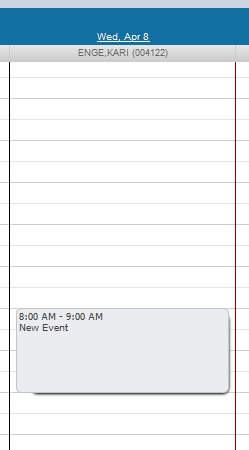 Wed, Apr 8
ENGE,KARI (004122)
8:00 AM - 9:00 AM
New Event